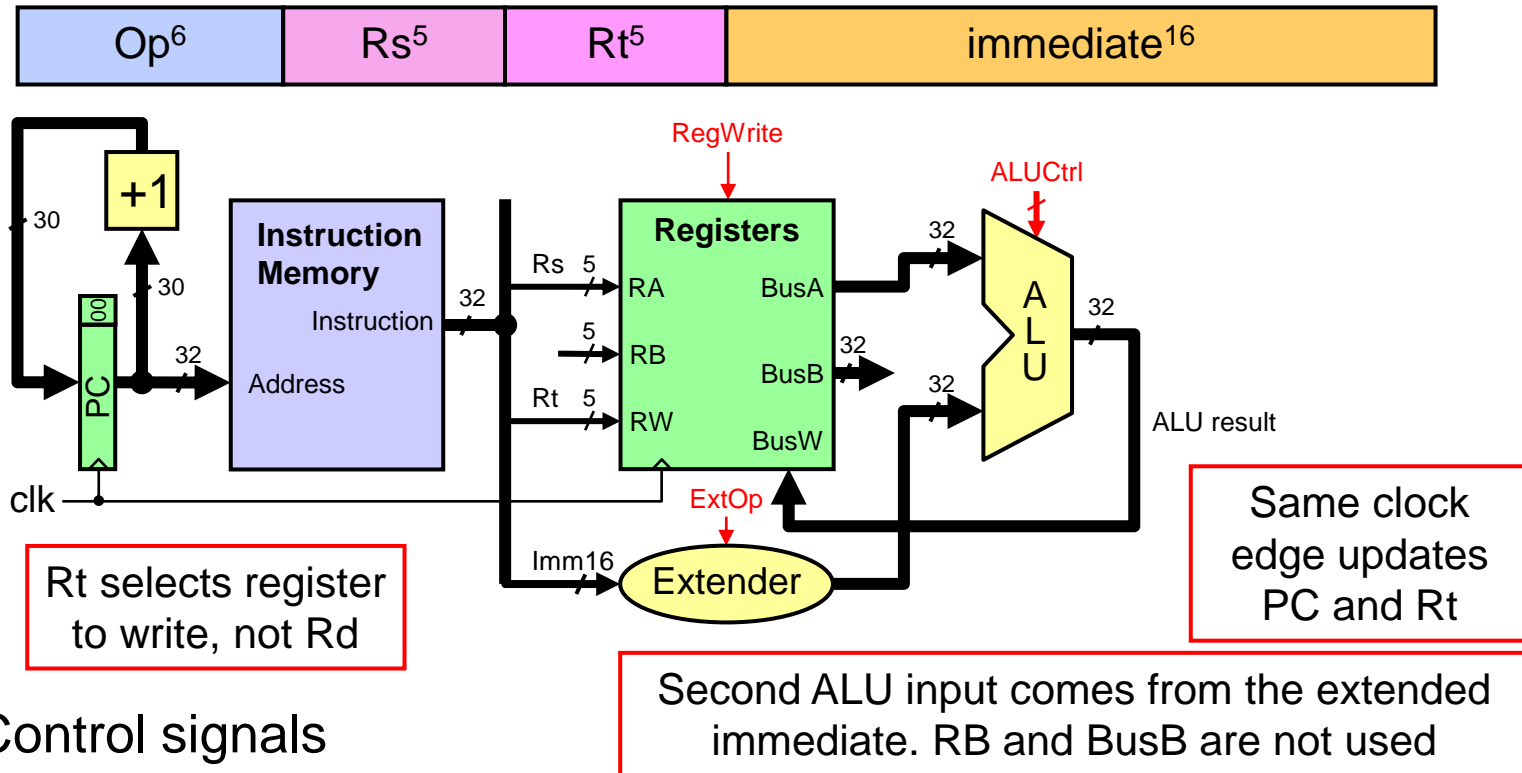 Op6 Rs5 Rt5 immediate16
RegWrite
ALUCtrl
+1
30
30
00
PC
32
Instruction
Memory
Instruction
Address
32
Registers
Rs 5
RA
BusA
5
RB
BusB
Rt 5
RW
BusW
32
32
32
A
L
U
32
ALU result
clk
ExtOp
Imm16
Extender
Rt selects register
to write, not Rd
Same clock
edge updates
PC and Rt
Second ALU input comes from the extended
immediate. RB and BusB are not used
Control signals